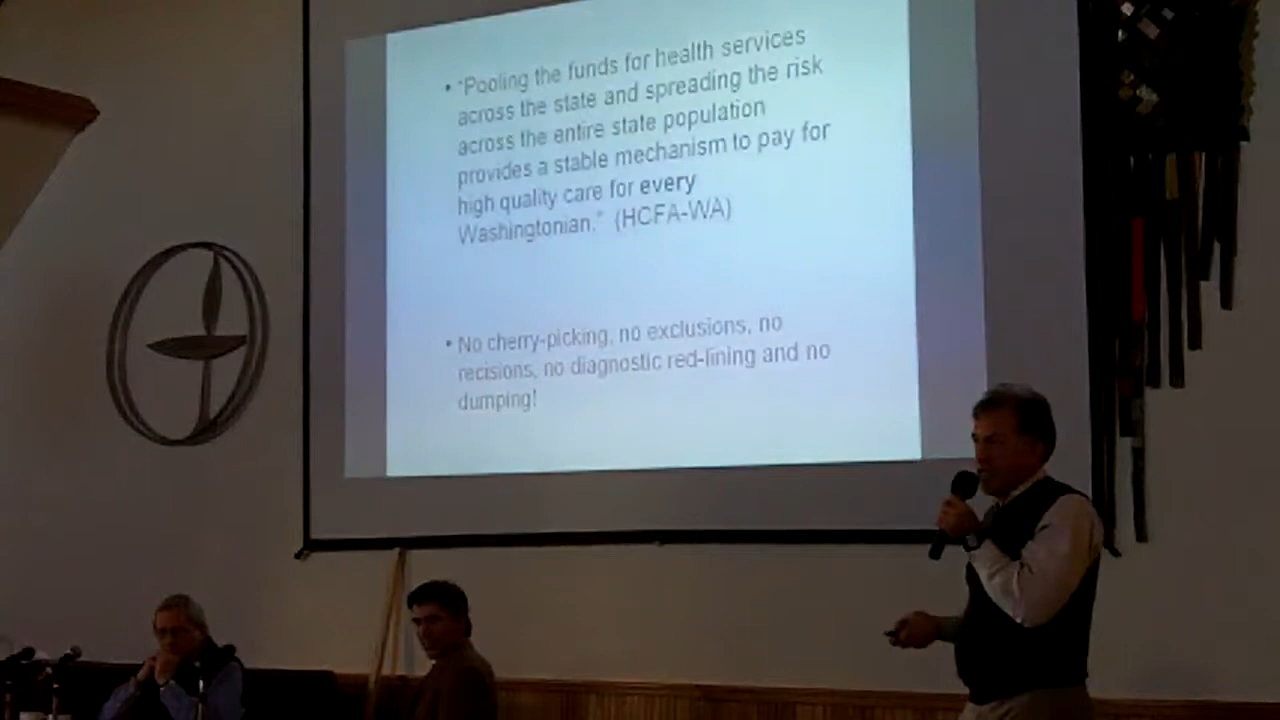 • "Pooling the funds for health services
across the state and spreading the risk
across the entire state population
provides a stable mechanism to pay for
high quality care for every
Washingtonian." (HCFA-WA)
• No cherry-picking, no exclusions, no
recisions, no diagnostic red-lining and no
dumping!